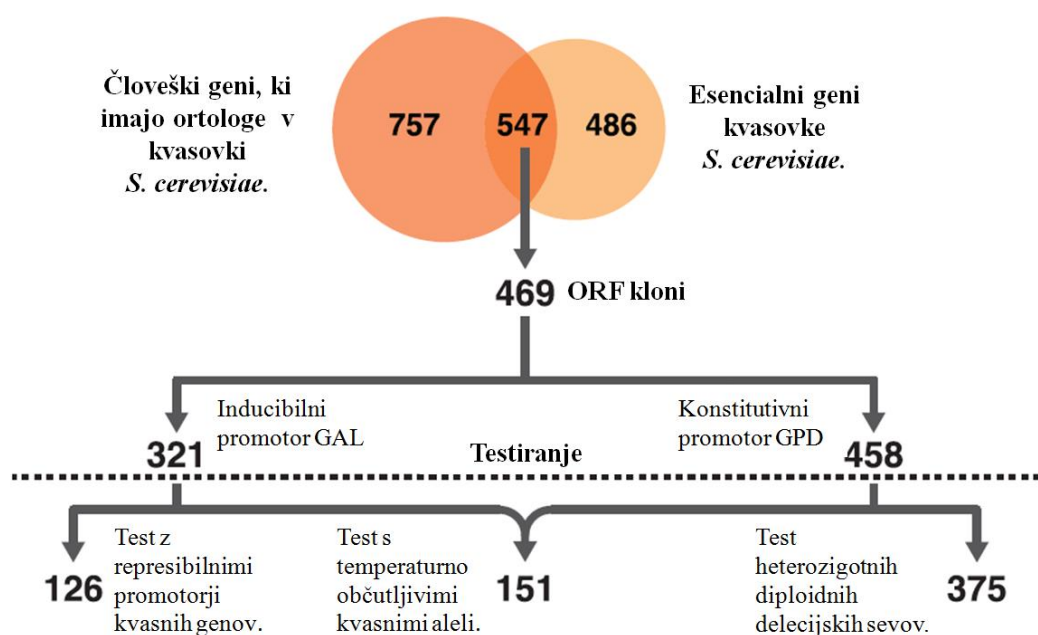 Človeški geni, ki
imajo ortologe v
kvasovki
S. cerevisiae.
757
547
486
Esencialni geni
kvasovke
S. cerevisiae.
469
ORF kloni
Inducibilni
promotor GAL
321
Testiranje
Konstitutivni
promotor GPD
458
126
Test z
represibilnimi
promotorji
kvasnih genov.
Test s
temperaturno
občutljivimi
kvasnimi aleli.
151
Test
heterozigotnih
diploidnih
delecijskih sevov.
375